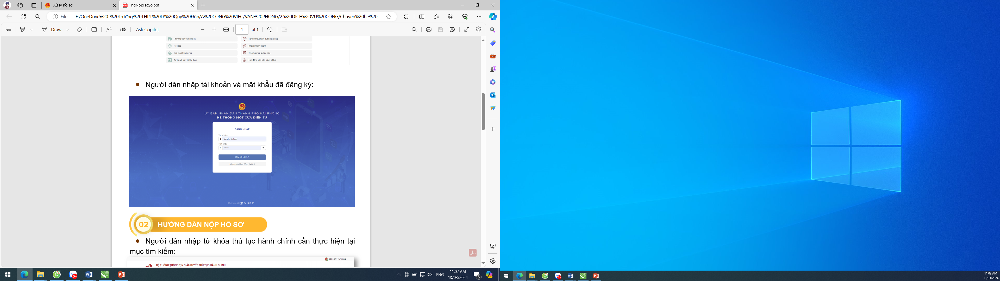 Xử lý hồ sơ
hdNopHoSo.pdf
File
E:/OneDrive%20-%20Trường%20THPT%20Lê%20Quý%20Đôn/A%20CONG%20VIEC/VAN%20PHONG/2.%20DICH%20VU%20CONG/Chuyen%20he%20...
Draw
Ask Copilot
1
of 1
Phương tiện và người lái
Tạm dừng, chấm dứt hoạt động
Học tập
Khởi sự kinh doanh
Giải quyết khiếu nại
Thương mại, quảng cáo
Cư trú và giấy tờ tùy thân
Lao động vào bảo hiểm xã hội
Người dân nhập tài khoản và mật khẩu đã đăng ký:
ỦY BAN NHÂN DÂN THÀNH PHỐ HẢI PHÒNG
HỆ THỐNG MỘT CỬA ĐIỆN TỬ
ĐĂNG NHẬP
Tài khoản
Mật khẩu
ĐĂNG NHẬP
Đăng nhập bằng Cổng DVCQG
Phát triển bởi VNPT
02
HƯỚNG DẪN NỘP HỒ SƠ
Người dân nhập từ khóa thủ tục hành chính cần thực hiện tại
mục tìm kiếm:
CÔNG DÂN TẬP HUẤN
HỆ THỐNG THÔNG TIN GIẢI QUYẾT THỦ TỤC HÀNH CHÍNH
5+
ENG
11:02 AM
13/03/2024
5
5+
11:02 AM
13/03/2024